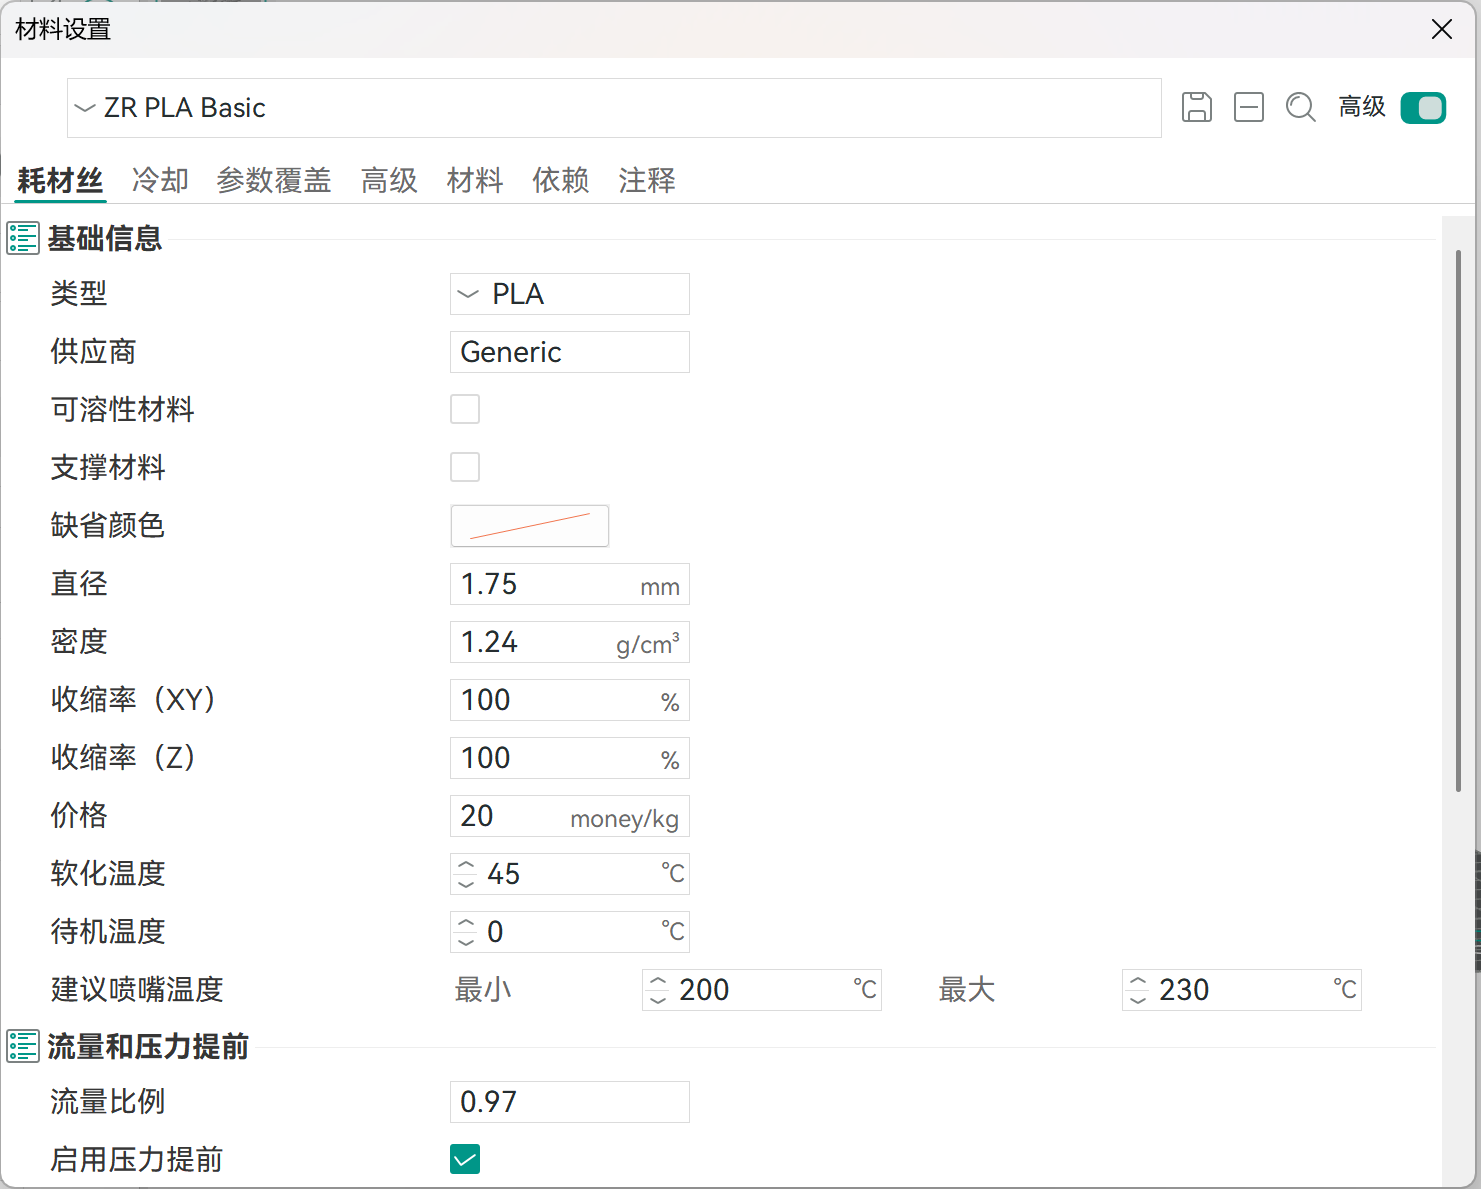 材料设置
ZR PLA Basic
高级
耗材丝 冷却 参数覆盖 高级 材料 依赖 注释
基础信息
类型 PLA
供应商 Generic
可溶性材料
支撑材料
缺省颜色
直径 1.75 mm
密度 1.24 g/cm³
收缩率（XY） 100 %
收缩率（Z） 100 %
价格 20 money/kg
软化温度 45 ℃
待机温度 0 ℃
建议喷嘴温度 最小 200 ℃ 最大 230 ℃
流量和压力提前
流量比例 0.97
启用压力提前